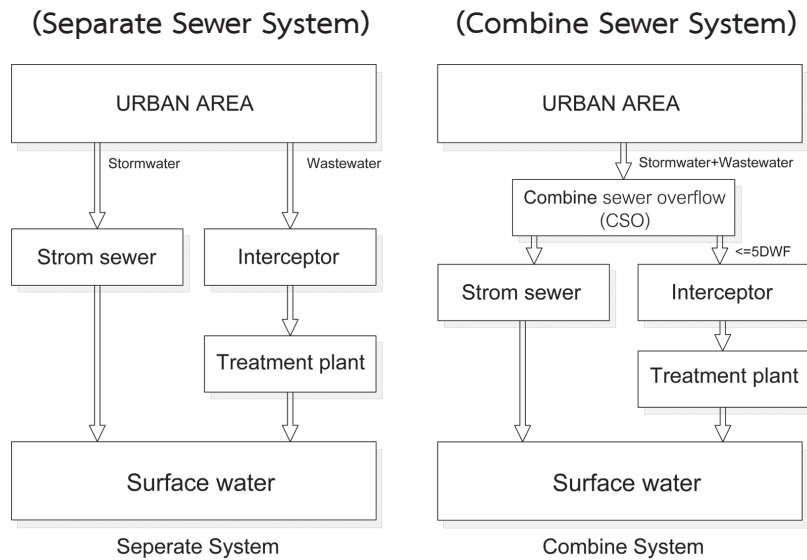 (Separate Sewer System)
URBAN AREA
Stormwater
Wastewater
Strom sewer
Interceptor
Treatment plant
Surface water
Seperate System
(Combine Sewer System)
URBAN AREA
Stormwater+Wastewater
Combine sewer overflow
(CSO)
<=5DWF
Strom sewer
Interceptor
Treatment plant
Surface water
Combine System